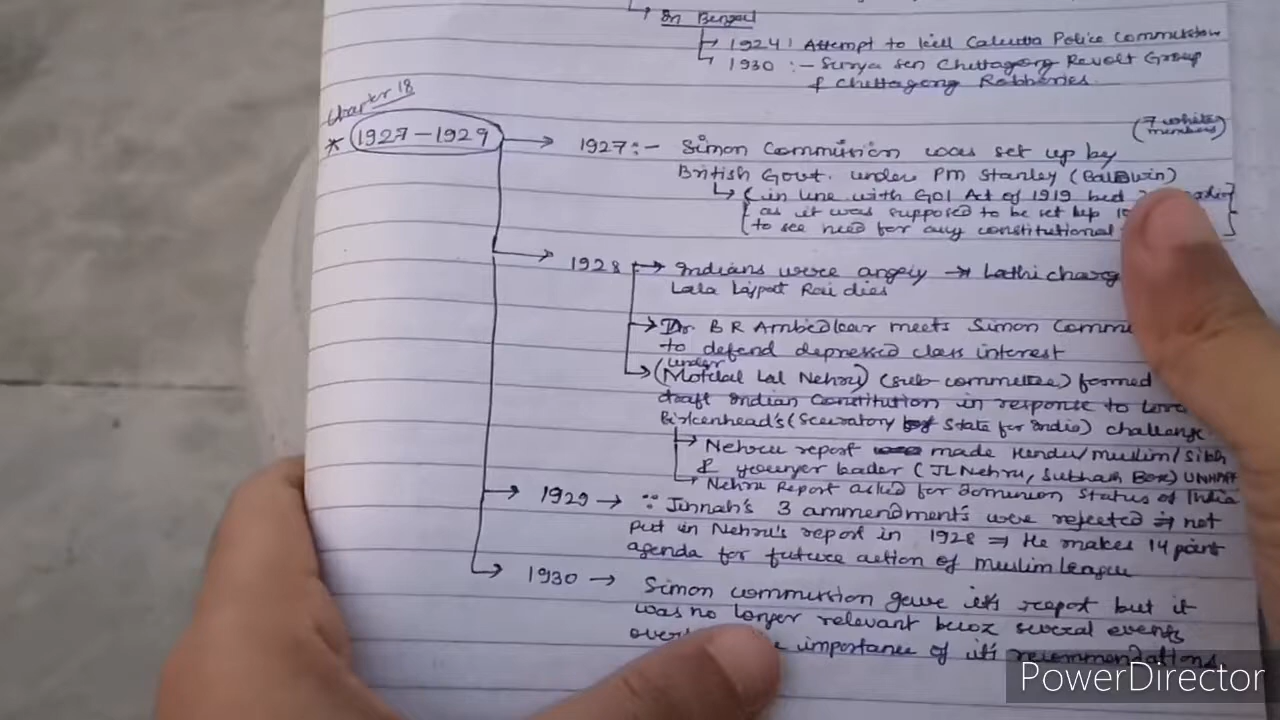 In Bengal
1924: Attempt to kill Calcutta Police Commission
1930 :- Surya Sen Chittagong Revolt Group
& Chittagong Robberies.
Chapter 18
(7 white members)
* 1927-1929 → 1927:- Simon Commission was set up by
British Govt. under PM Stanley (Baldwin)
in line with GOI Act of 1919 hed
as it was supposed to be set up
to see need for any constitutional
1928 → Indians were angry → Lathi charg
Lala Lajpat Rai dies
→ Dr. B R Ambedkar meets Simon Comm
to defend depressed class interest
under
→ (Motilal Lal Nehru) (sub-committee) formed
draft Indian Constitution in response to
Birkenhead's (Secratory of State for India) challenge
→ Nehru report made Hindu/Muslim/Sikh
& younger leader (JL Nehru, Subhash Bose)
→ Nehru Report asked for dominion Status of India
→ 1929 → ∵ Jinnah's 3 ammendments were rejected not
put in Nehru's report in 1928 ⇒ He makes 14 point
agenda for future action of muslim league
→ 1930 → Simon commission gave it's repot but it
was no longer relevant becoz several events
importance of it's recommendations
PowerDirector